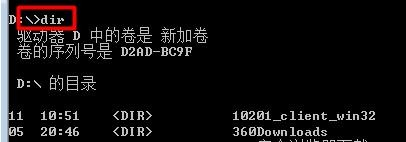 D:\>dir
驱动器 D 中的卷是 新加卷
卷的序列号是 D2AD-BC9F
D:\ 的目录
11 10:51 <DIR> 10201_client_win32
05 20:46 <DIR> 360Downloads